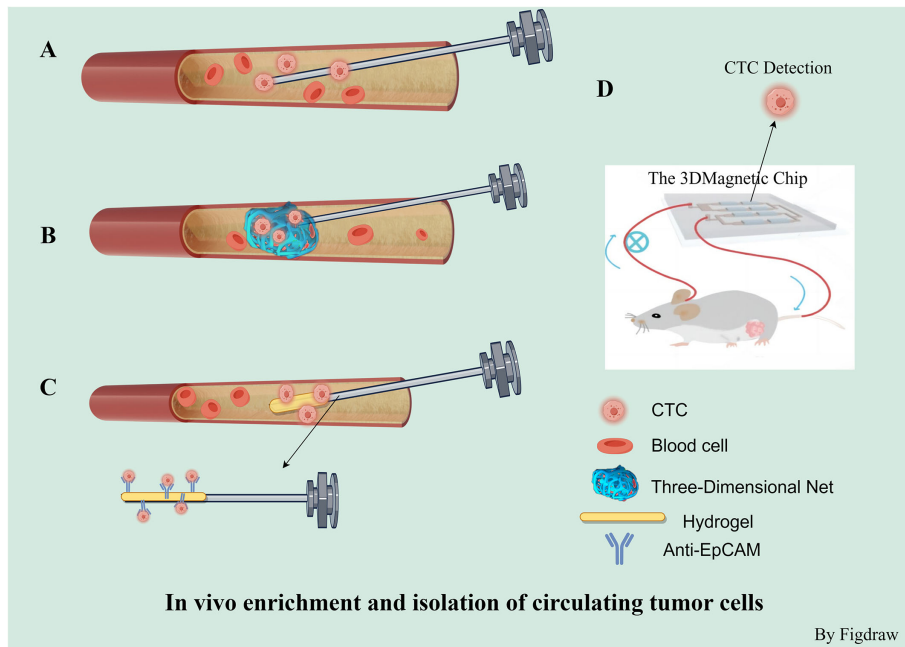 A
B
C
D
CTC Detection
The 3DMagnetic Chip
CTC
Blood cell
Three-Dimensional Net
Hydrogel
Anti-EpCAM
In vivo enrichment and isolation of circulating tumor cells
By Figdraw